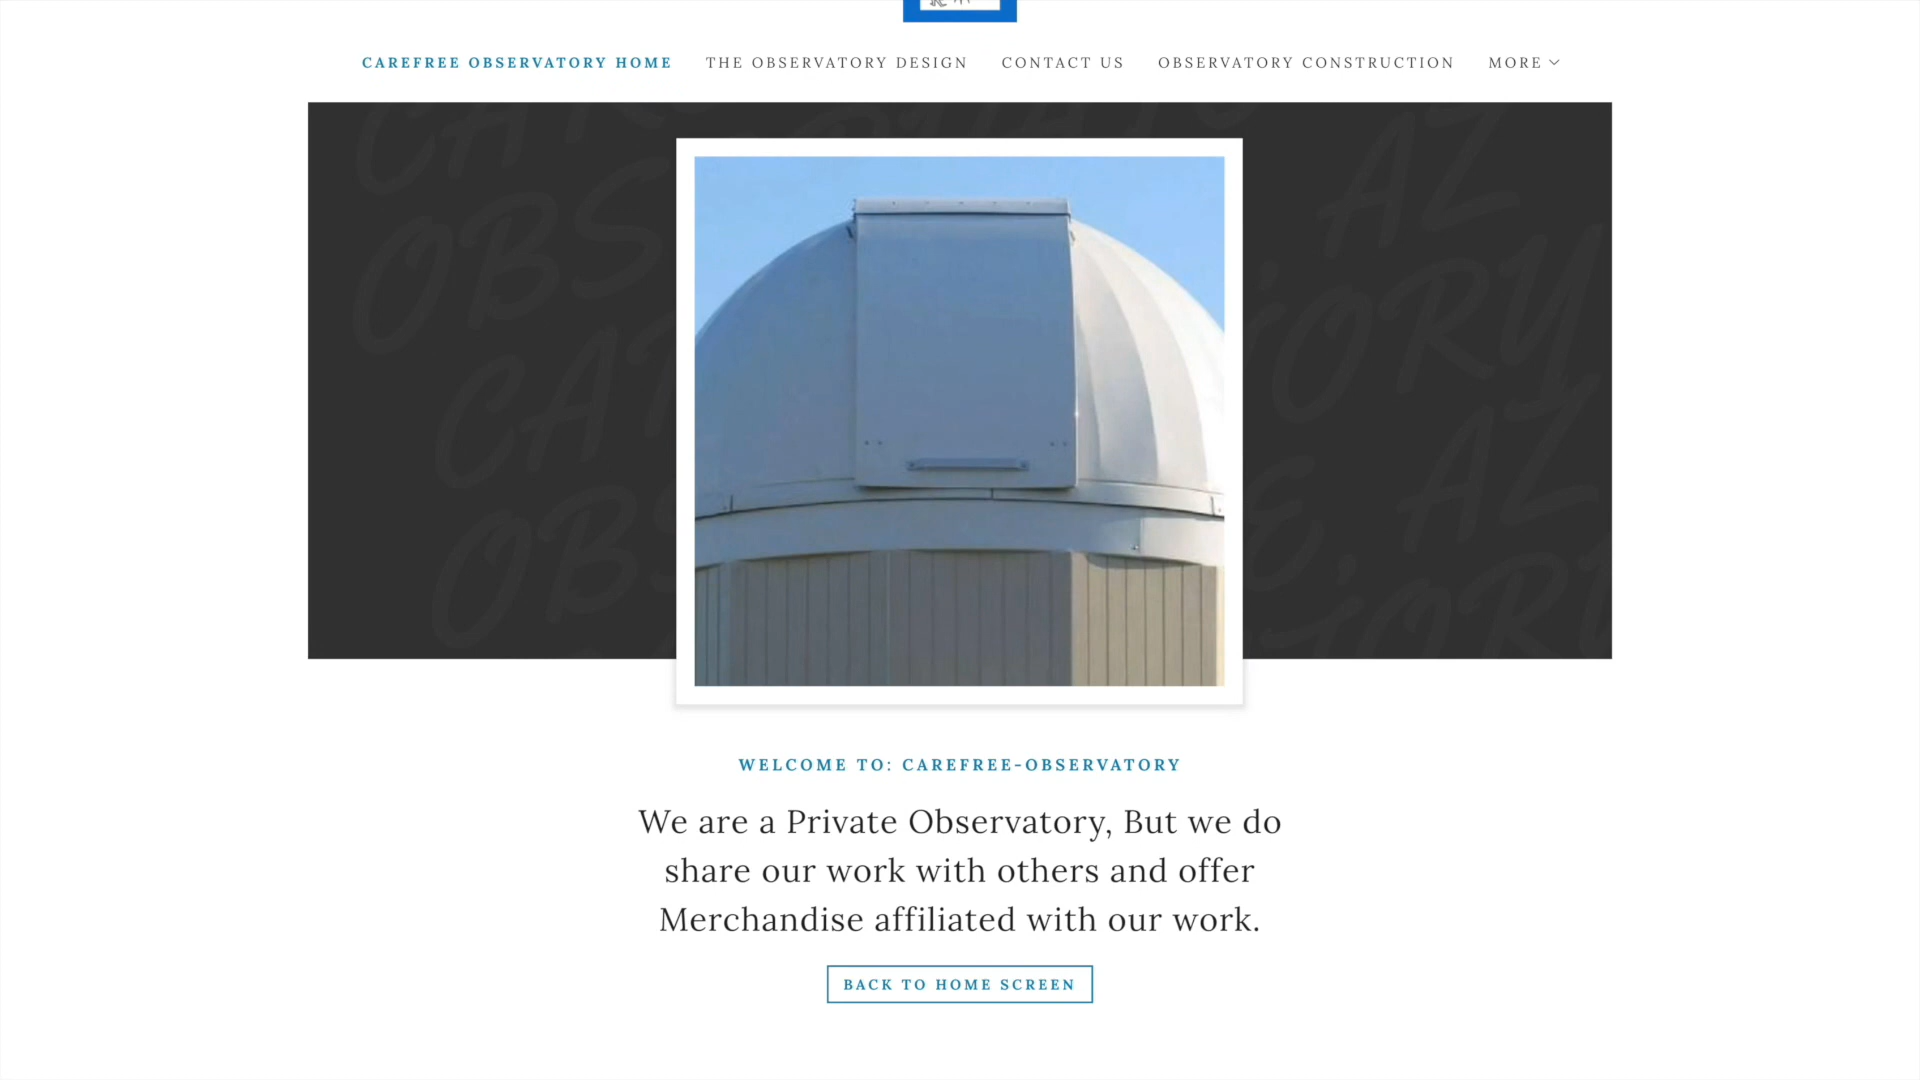 CAREFREE OBSERVATORY HOME THE OBSERVATORY DESIGN CONTACT US OBSERVATORY CONSTRUCTION MORE
WELCOME TO: CAREFREE-OBSERVATORY
We are a Private Observatory, But we do
share our work with others and offer
Merchandise affiliated with our work.
BACK TO HOME SCREEN